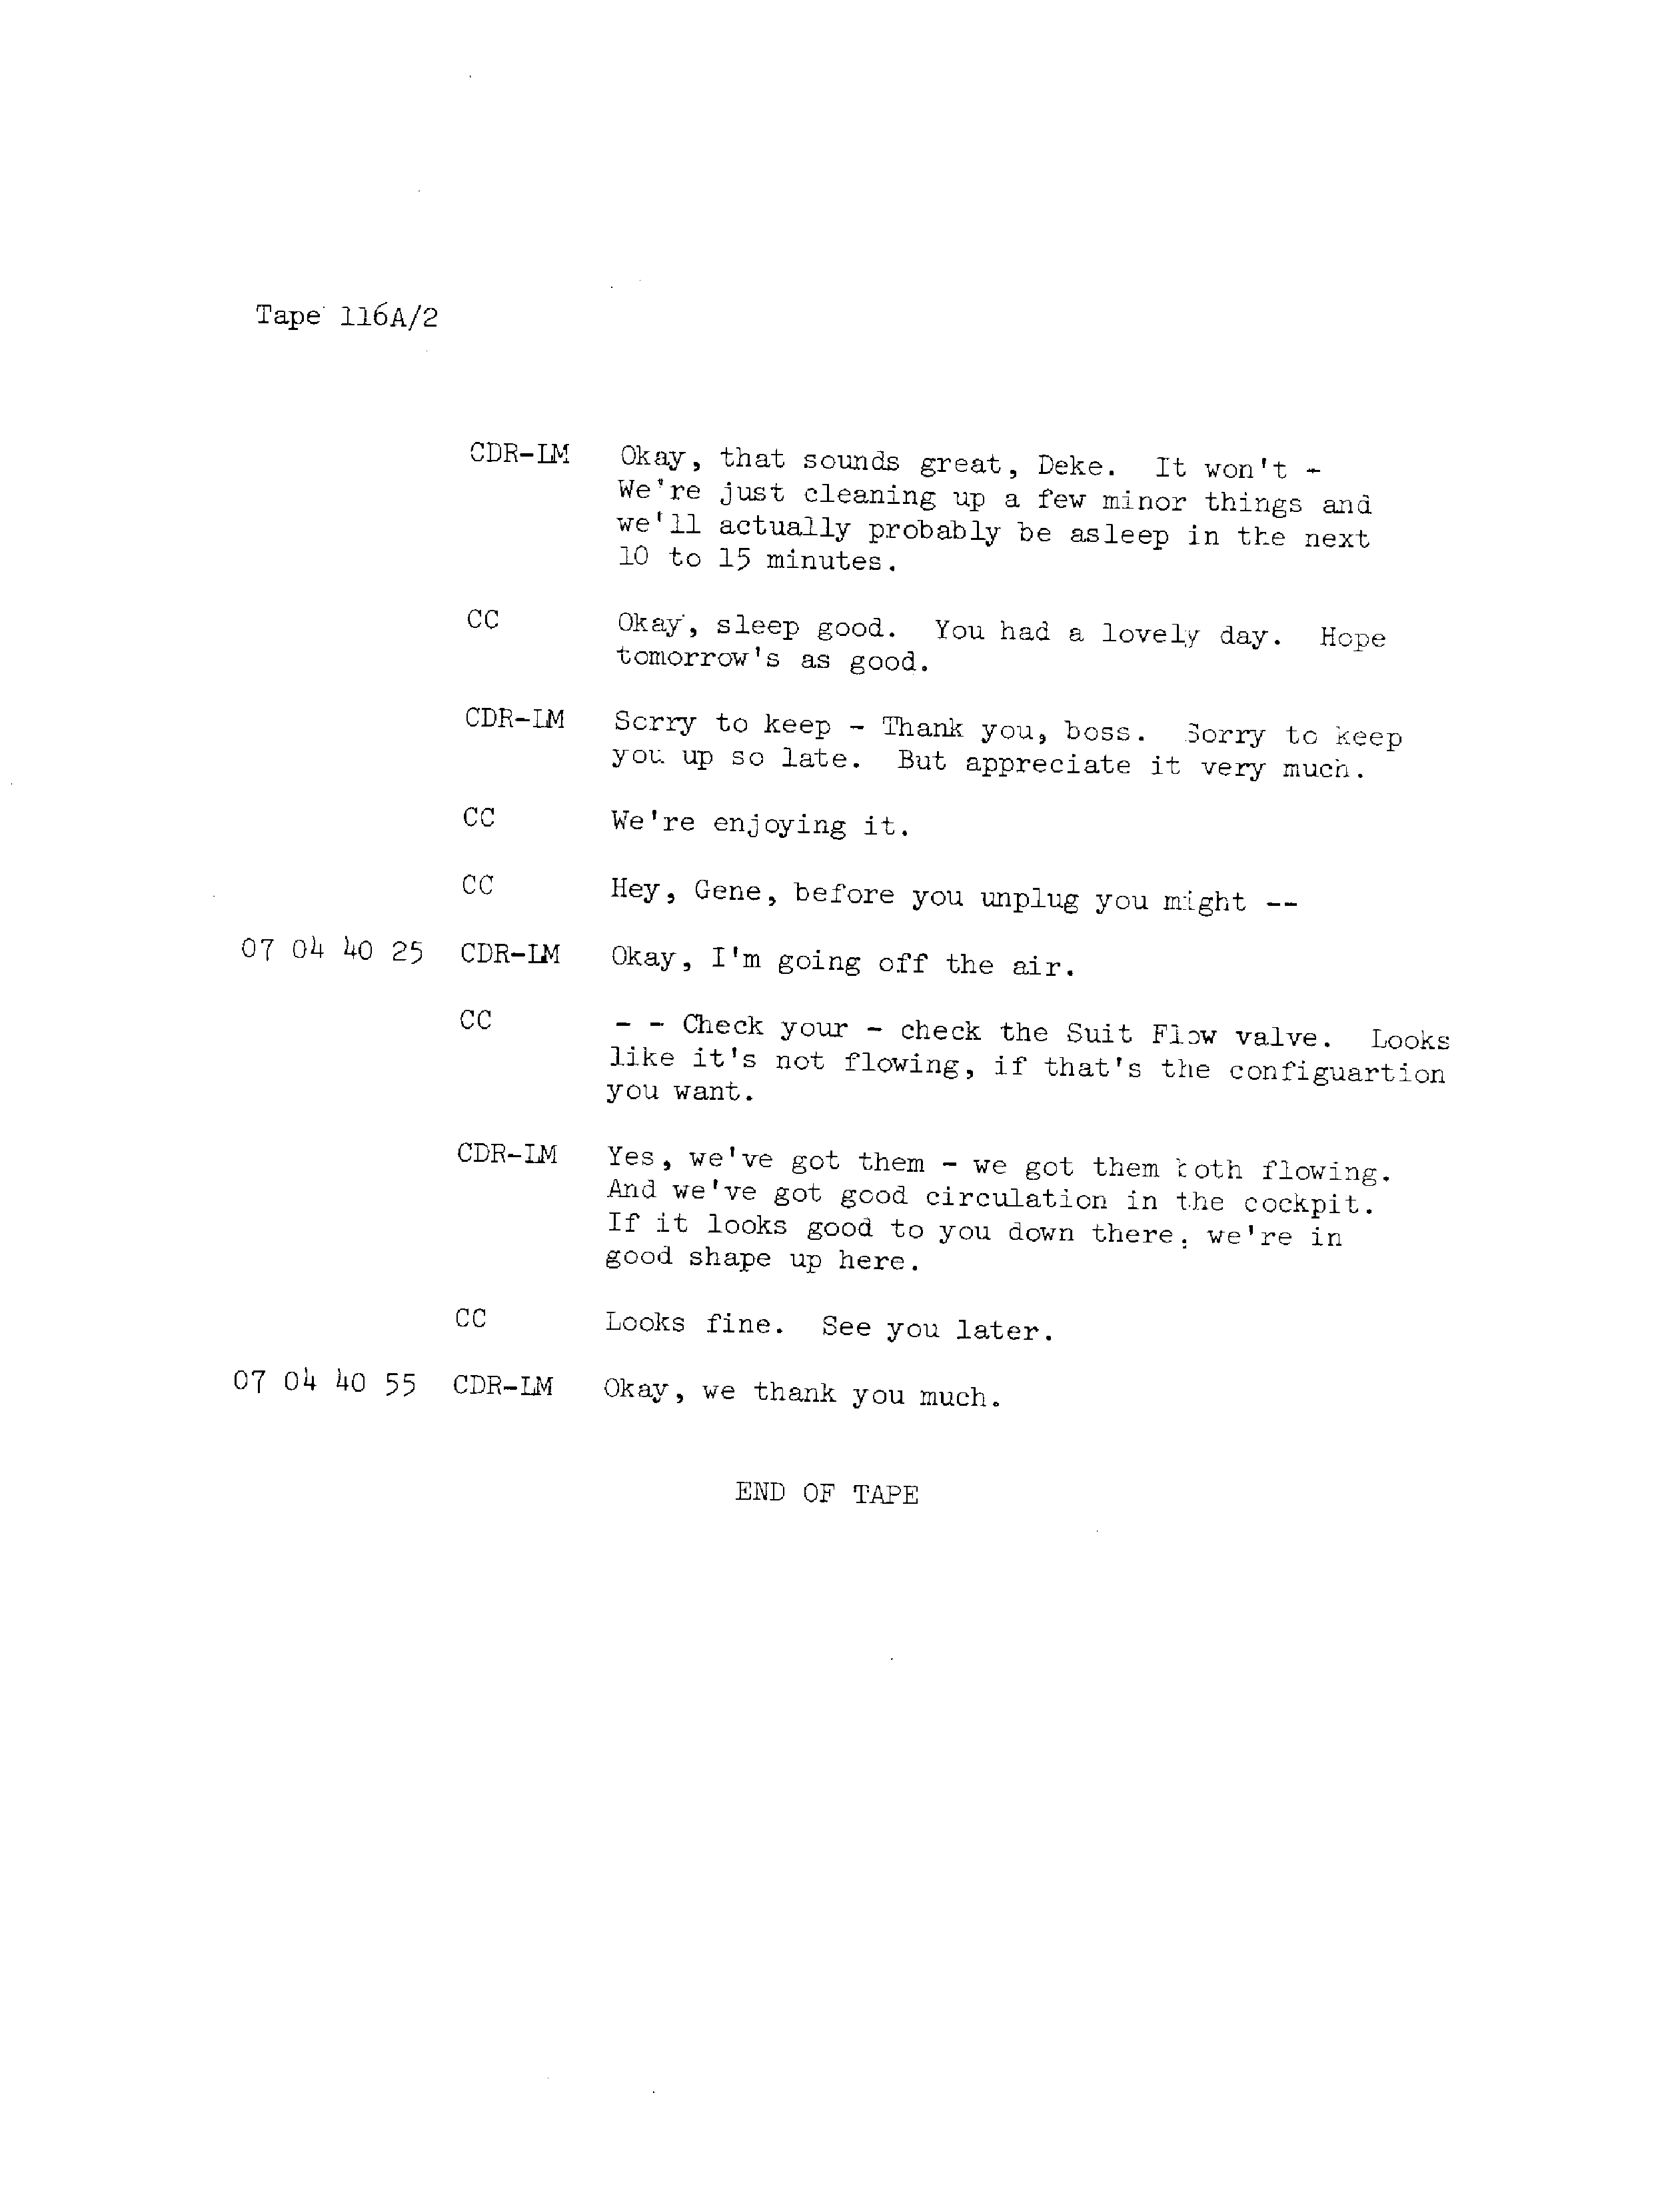 Tape 116A/2
CDR-LM Okay, that sounds great, Deke. It won't -
We're just cleaning up a few minor things and
we'll actually probably be asleep in the next
10 to 15 minutes.
CC Okay, sleep good. You had a lovely day. Hope
tomorrow's as good.
CDR-LM Sorry to keep - Thank you, boss. Sorry to keep
you up so late. But appreciate it very much.
CC We're enjoying it.
CC Hey, Gene, before you unplug you might --
07 04 40 25 CDR-LM Okay, I'm going off the air.
CC - - Check your - check the Suit Flow valve. Looks
like it's not flowing, if that's the configuartion
you want.
CDR-LM Yes, we've got them - we got them both flowing.
And we've got good circulation in the cockpit.
If it looks good to you down there, we're in
good shape up here.
CC Looks fine. See you later.
07 04 40 55 CDR-LM Okay, we thank you much.
END OF TAPE